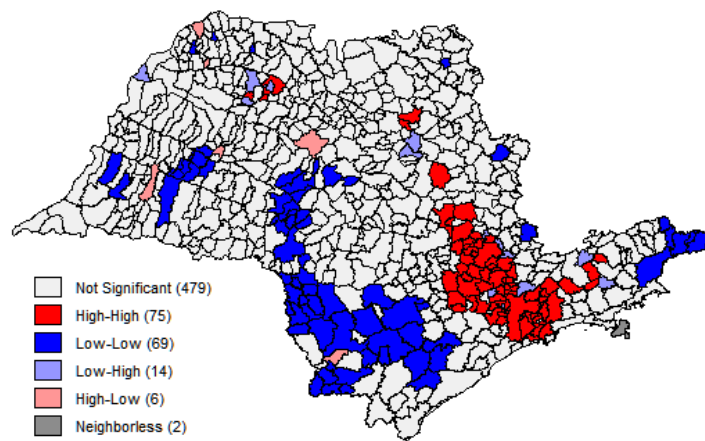 Not Significant (479)
High-High (75)
Low-Low (69)
Low-High (14)
High-Low (6)
Neighborless (2)